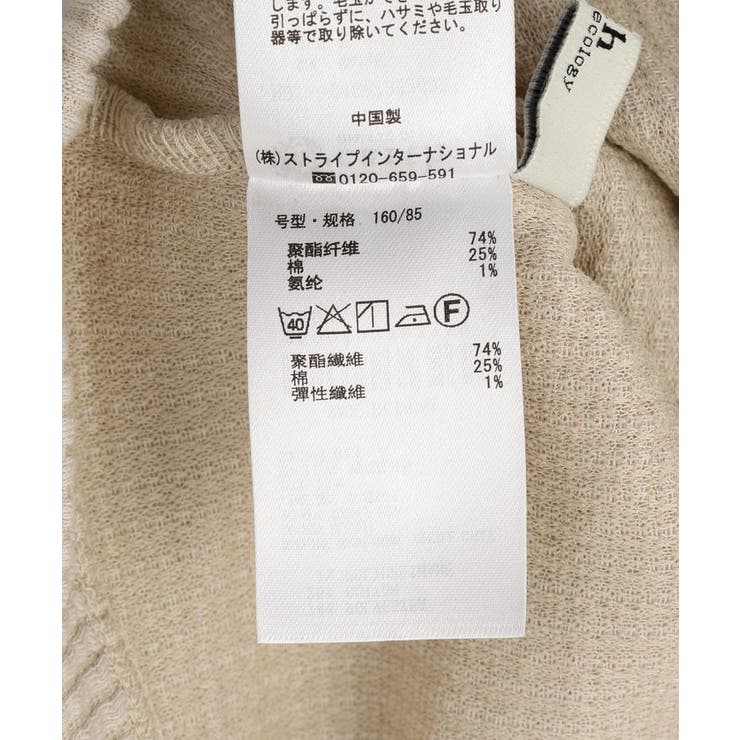 します。毛玉ができ
引っぱらずに、ハサミや毛玉取り
器等で取り除いてください。
中国製
(株)ストライプインターナショナル
0120-659-591
h
ecology
号型・规格 160/85
聚酯纤维 74%
棉 25%
氨纶 1%
40
F
聚酯纖維 74%
棉 25%
彈性纖維 1%